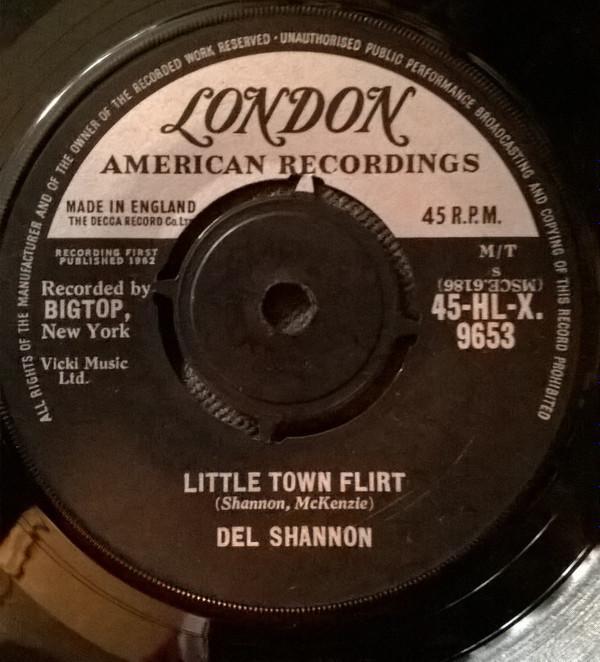 ALL RIGHTS OF THE MANUFACTURER AND OF THE OWNER OF THE RECORDED WORK RESERVED · UNAUTHORISED PUBLIC PERFORMANCE BROADCASTING AND COPYING OF THIS RECORD PROHIBITED
LONDON
AMERICAN RECORDINGS
MADE IN ENGLAND
THE DECCA RECORD Co. Ltd
45 R.P.M.
RECORDING FIRST
PUBLISHED 1962
M/T
S
(MSCE.6186)
Recorded by
BIGTOP,
New York
45-HL-X.
9653
Vicki Music
Ltd.
LITTLE TOWN FLIRT
(Shannon, McKenzie)
DEL SHANNON